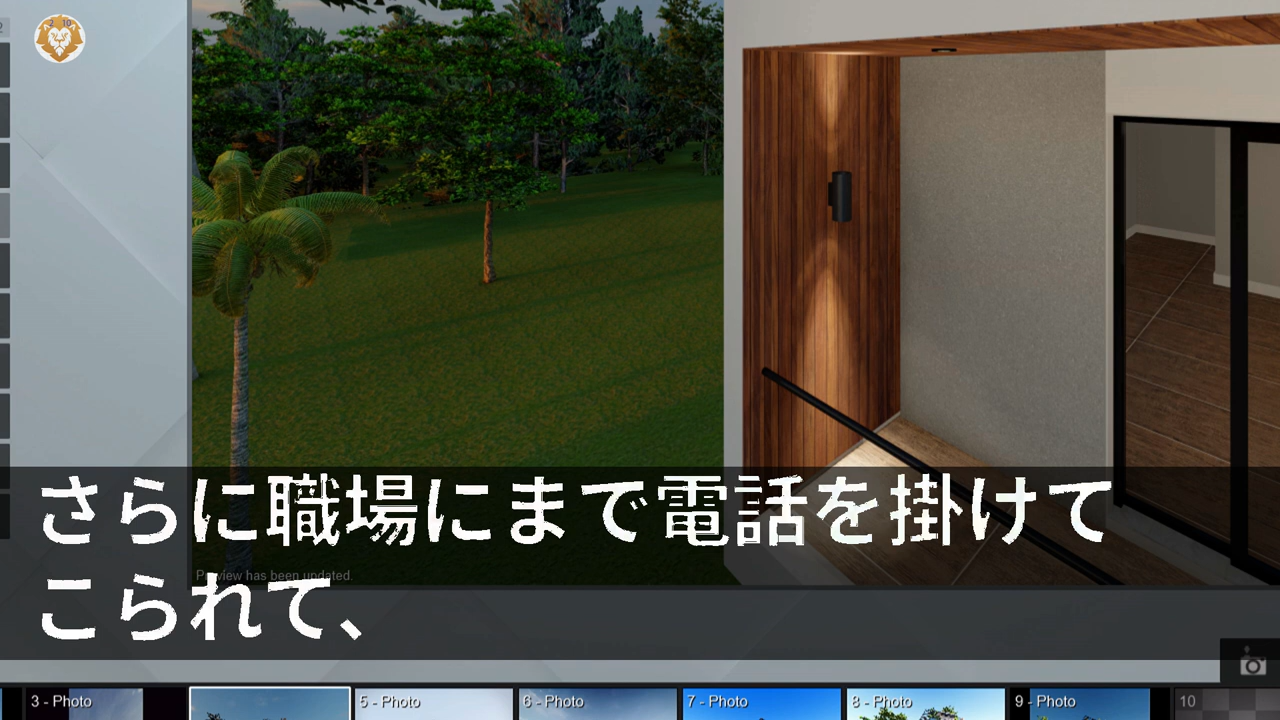 さらに職場にまで電話を掛けて
こられて、
Preview has been updated.
3 - Photo
5 - Photo
6 - Photo
7 - Photo
8 - Photo
9 - Photo
10